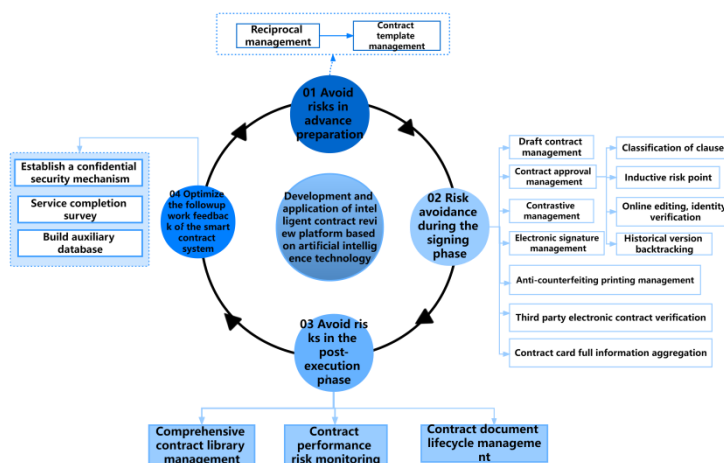 Reciprocal
management
Contract
template
management
01 Avoid
risks in
advance
preparation
Establish a confidential
security mechanism
Service completion
survey
Build auxiliary
database
04 Optimize
the followup
work feedbac
k of the smart
contract
system
Development and
application of intel
ligent contract revi
ew platform based
on artificial intellig
ence technology
02 Risk
avoidance
during the
signing
phase
Draft contract
management
Contract approval
management
Contrastive
management
Electronic signature
management
Classification of clause
Inductive risk point
Online editing, identity
verification
Historical version
backtracking
Anti-counterfeiting printing management
Third party electronic contract verification
Contract card full information aggregation
03 Avoid ris
ks in the
post-
execution
phase
Comprehensive
contract library
management
Contract
performance
risk monitoring
Contract document
lifecycle manageme
nt